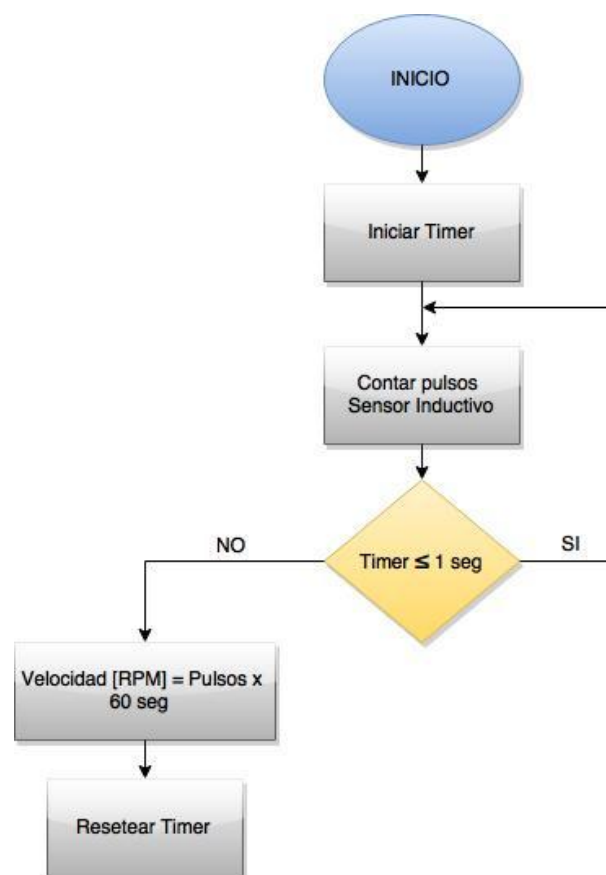 INICIO
Iniciar Timer
Contar pulsos
Sensor Inductivo
Timer ≤ 1 seg
NO
SI
Velocidad [RPM] = Pulsos x
60 seg
Resetear Timer